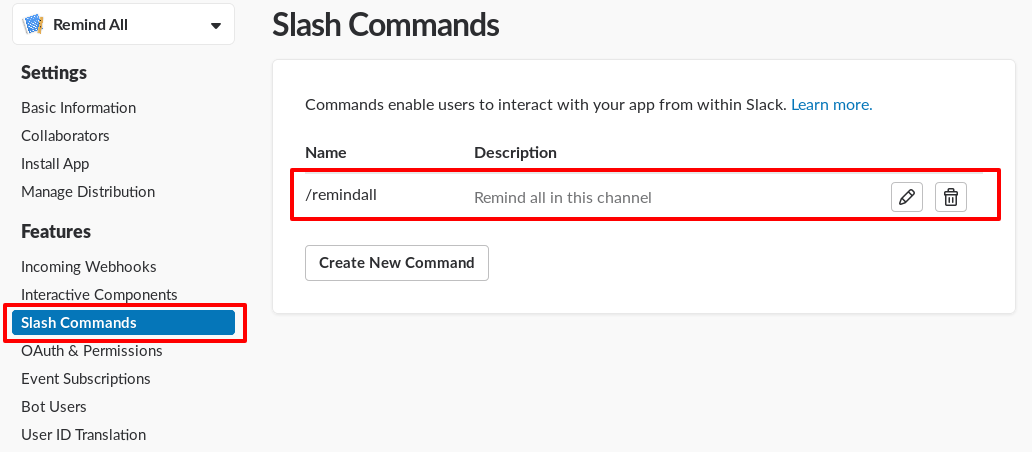 Remind All
Settings
Basic Information
Collaborators
Install App
Manage Distribution
Features
Incoming Webhooks
Interactive Components
Slash Commands
OAuth & Permissions
Event Subscriptions
Bot Users
User ID Translation
Slash Commands
Commands enable users to interact with your app from within Slack. Learn more.
Name Description
/remindall Remind all in this channel
Create New Command